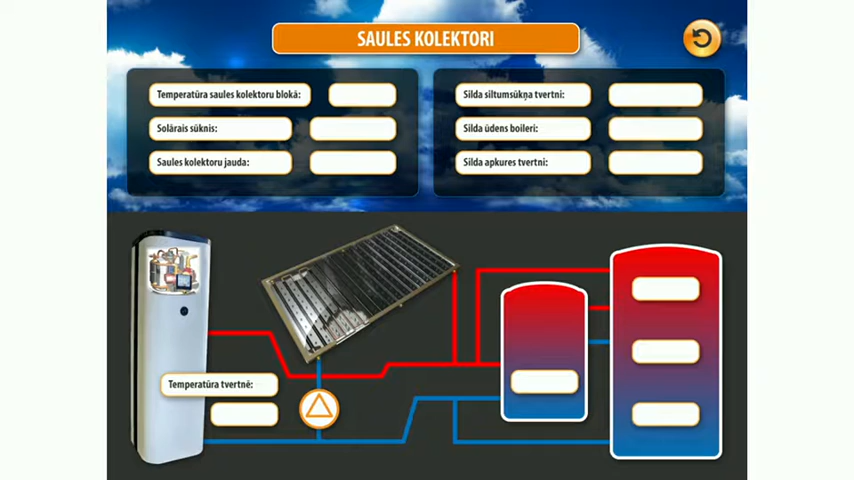 SAULES KOLEKTORI
Temperatūra saules kolektoru blokā:
Solārais sūknis:
Saules kolektoru jauda:
Silda siltumsūkņa tvertni:
Silda ūdens boileri:
Silda apkures tvertni:
Temperatūra tvertnē: